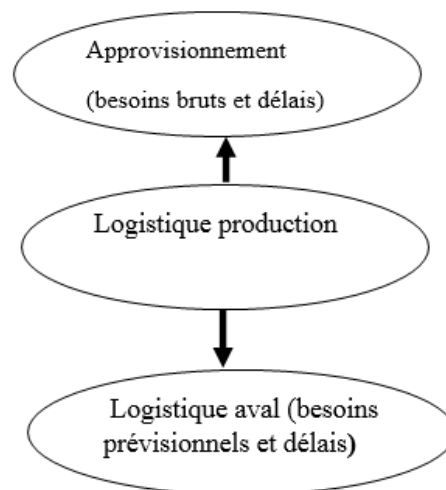 Approvisionnement
(besoins bruts et délais)
Logistique production
Logistique aval (besoins
prévisionnels et délais)